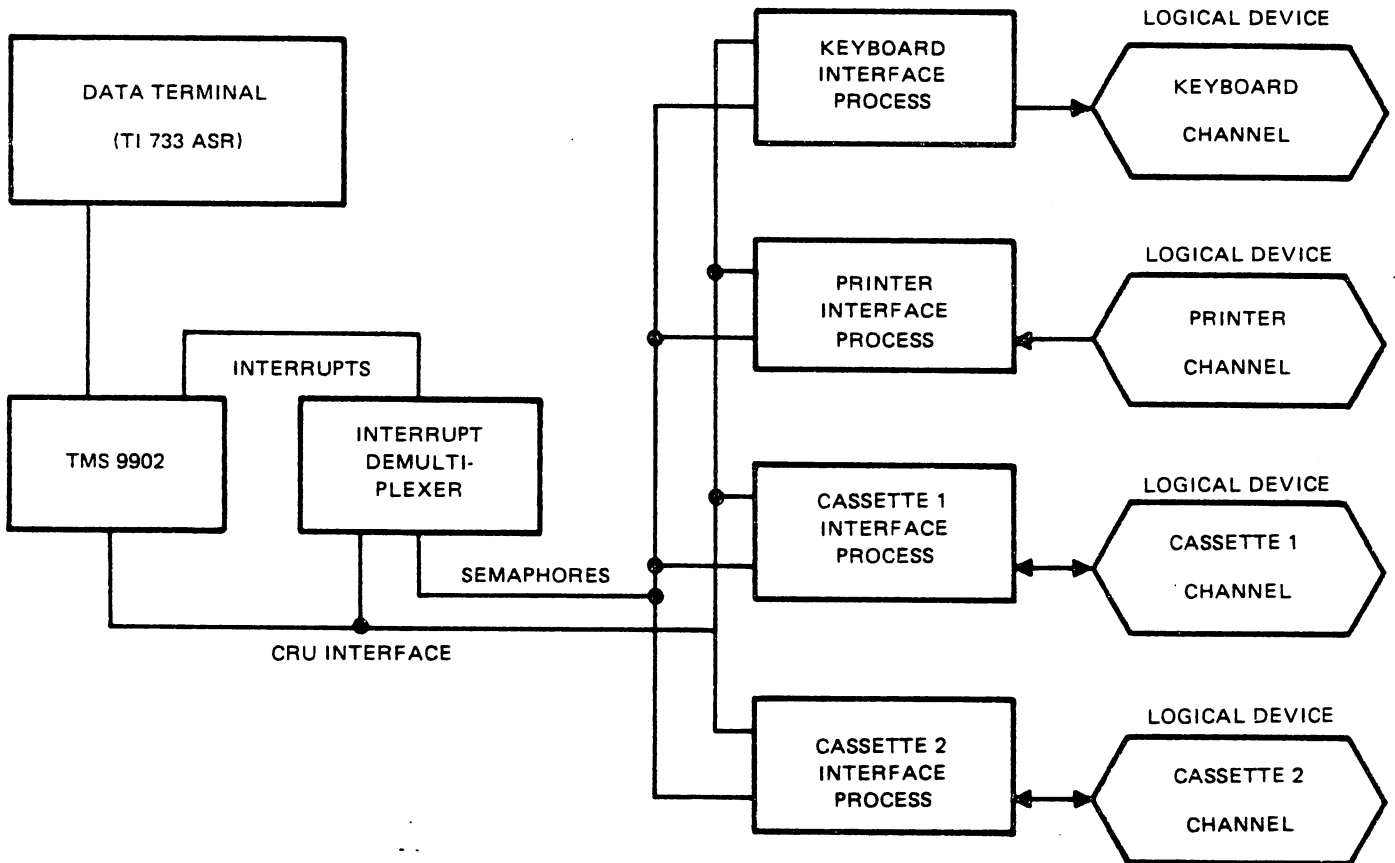 DATA TERMINAL
(TI 733 ASR)
TMS 9902
INTERRUPTS
INTERRUPT
DEMULTI-
PLEXER
SEMAPHORES
CRU INTERFACE
KEYBOARD
INTERFACE
PROCESS
LOGICAL DEVICE
KEYBOARD
CHANNEL
PRINTER
INTERFACE
PROCESS
LOGICAL DEVICE
PRINTER
CHANNEL
CASSETTE 1
INTERFACE
PROCESS
LOGICAL DEVICE
CASSETTE 1
CHANNEL
CASSETTE 2
INTERFACE
PROCESS
LOGICAL DEVICE
CASSETTE 2
CHANNEL